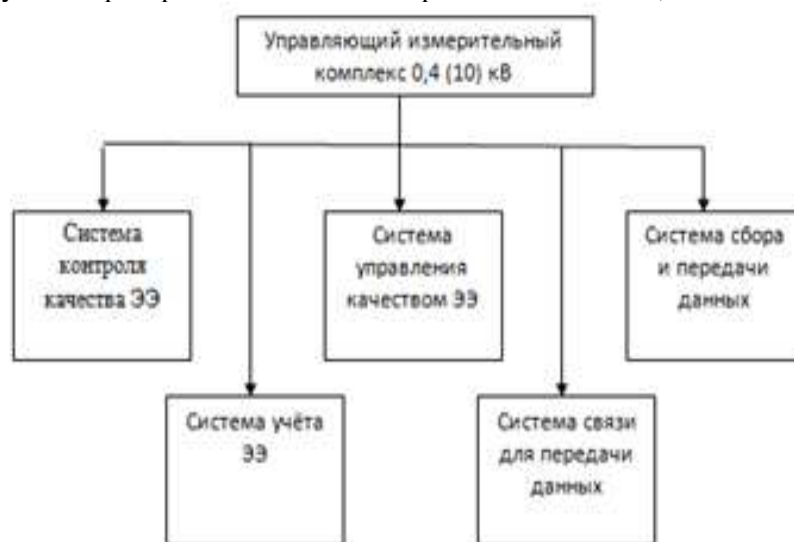 Управляющий измерительный
комплекс 0,4 (10) кВ
Система
контроля
качества ЭЭ
Система
управления
качеством ЭЭ
Система сбора
и передачи
данных
Система учёта
ЭЭ
Система связи
для передачи
данных